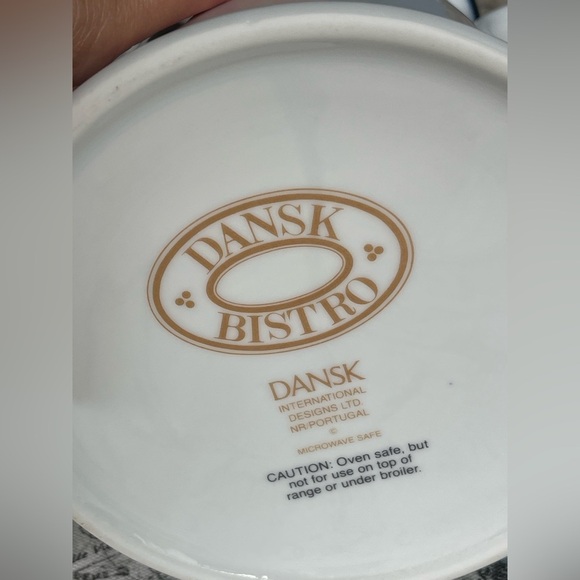 DANSK
BISTRO
DANSK
INTERNATIONAL
DESIGNS LTD.
NR-PORTUGAL
©
MICROWAVE SAFE
CAUTION: Oven safe, but
not for use on top of
range or under broiler.